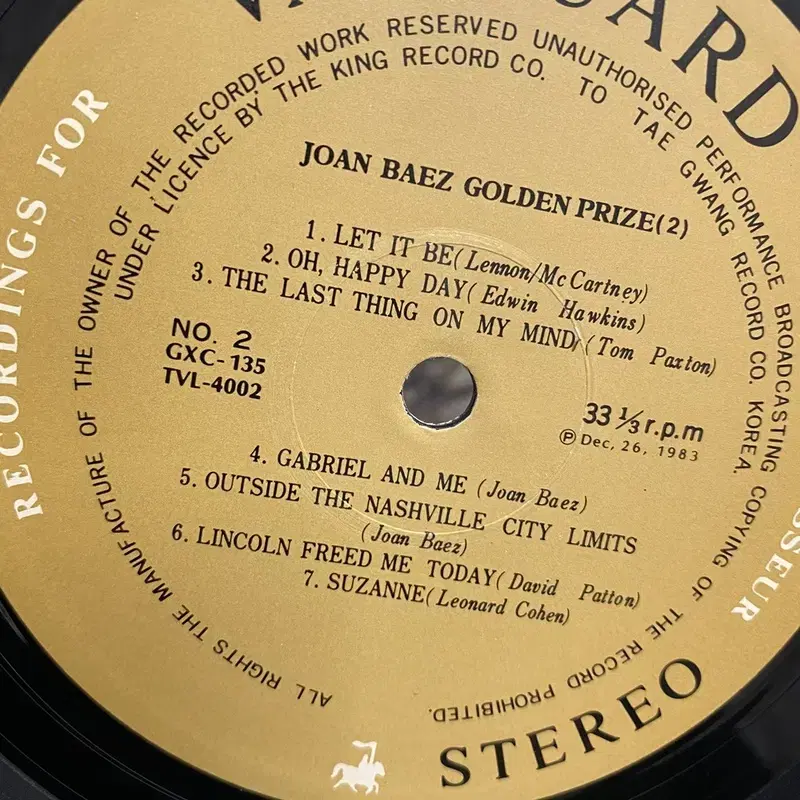 RECORDINGS FOR
ALL RIGHTS THE MANUFACTURE OF THE OWNER OF THE RECORDED WORK RESERVED UNAUTHORISED PERFORMANCE BROADCASTING COPYING OF THE RECORD PROHIBITED.
UNDER LICENCE BY THE KING RECORD CO. TO TAE GWANG RECORD CO. KOREA.
JOAN BAEZ GOLDEN PRIZE(2)
1. LET IT BE(Lennon/McCartney)
2. OH, HAPPY DAY(Edwin Hawkins)
3. THE LAST THING ON MY MIND(Tom Paxton)
NO. 2
GXC-135
TVL-4002
33 1/3 r.p.m
Ⓟ Dec, 26, 1983
4. GABRIEL AND ME (Joan Baez)
5. OUTSIDE THE NASHVILLE CITY LIMITS
(Joan Baez)
6. LINCOLN FREED ME TODAY(David Patton)
7. SUZANNE(Leonard Cohen)
STEREO